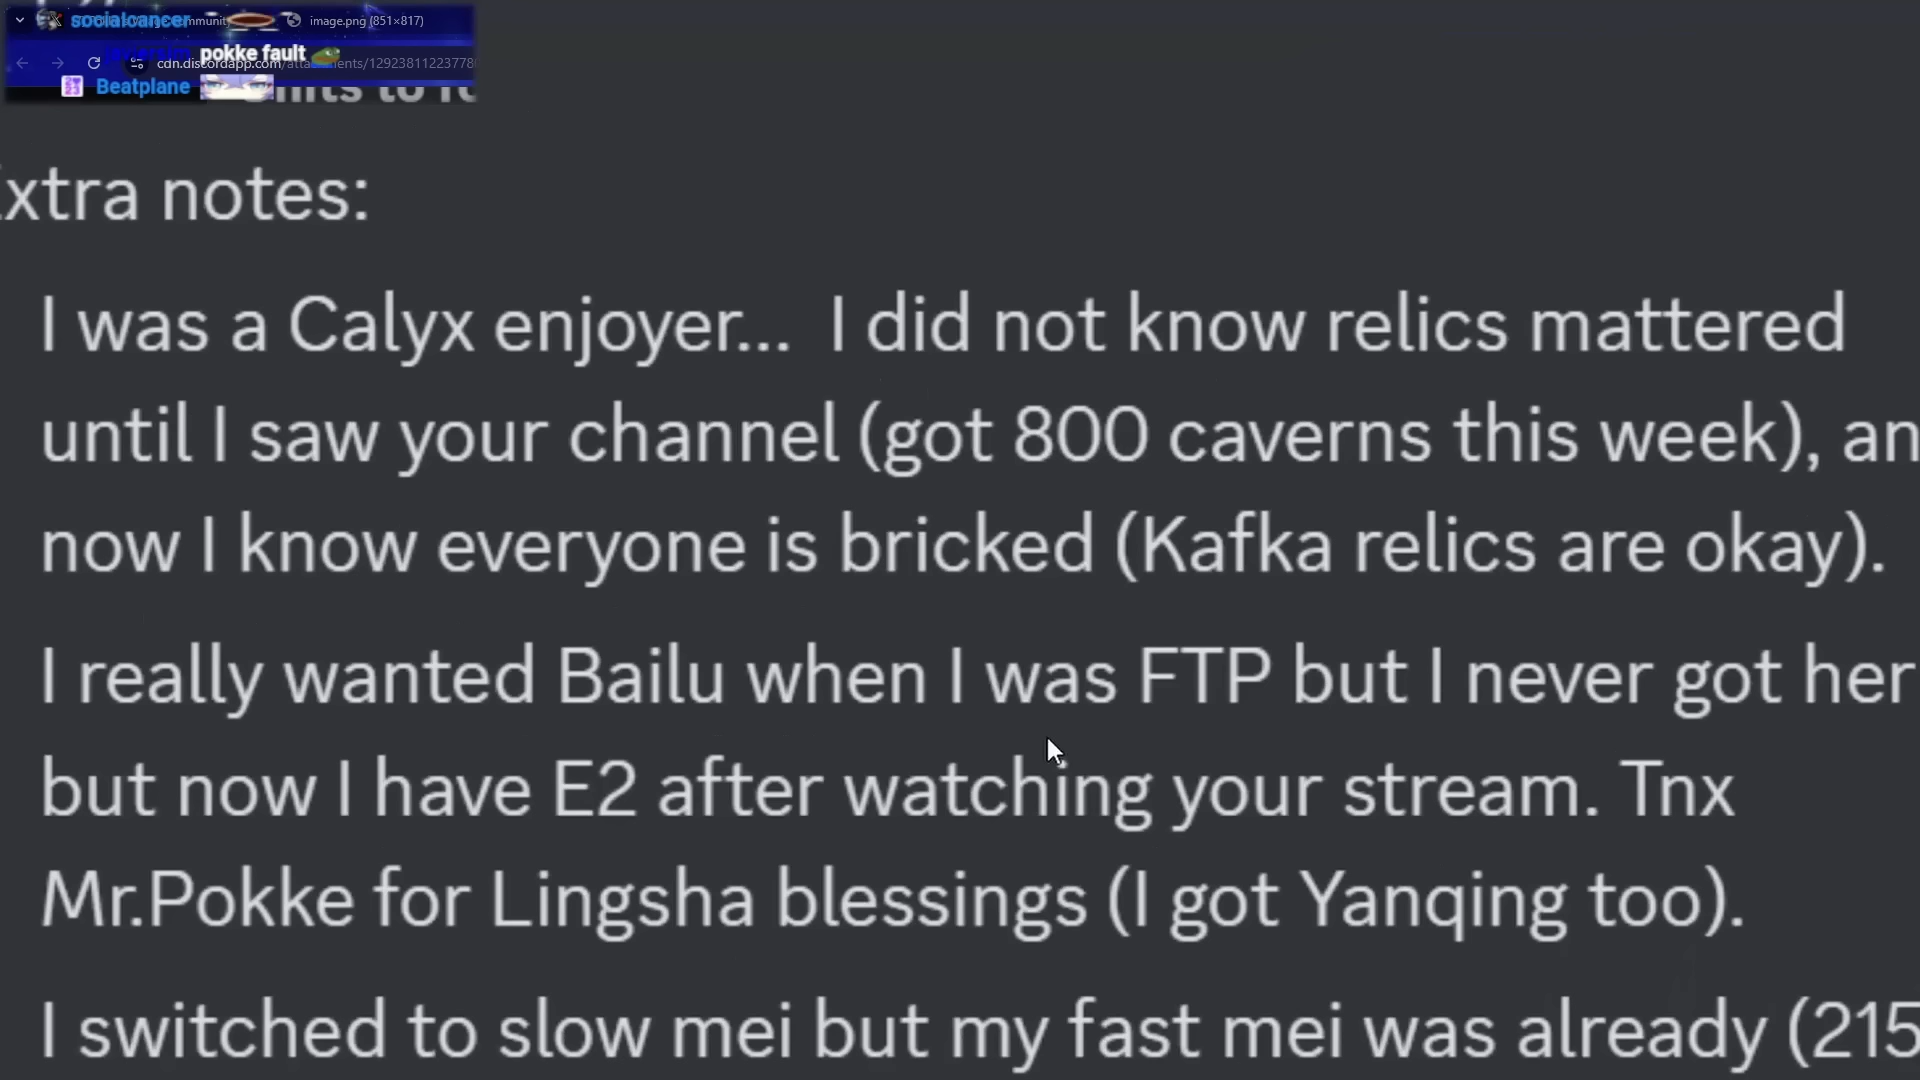 socialcancer
image.png (851×817)
pokke fault
cdn.discordapp.com/attachments/1292381122377
Beatplane
Extra notes:
I was a Calyx enjoyer... I did not know relics mattered
until I saw your channel (got 800 caverns this week), an
now I know everyone is bricked (Kafka relics are okay).
I really wanted Bailu when I was FTP but I never got her
but now I have E2 after watching your stream. Tnx
Mr.Pokke for Lingsha blessings (I got Yanqing too).
I switched to slow mei but my fast mei was already (215